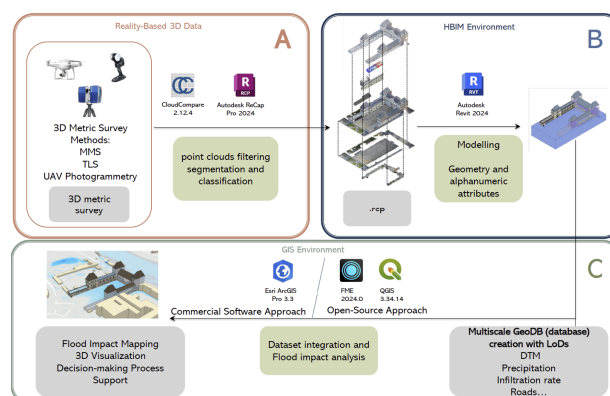 Reality-Based 3D Data
A
3D Metric Survey
Methods:
MMS
TLS
UAV Photogrammetry
3D metric
survey
CloudCompare
2.12.4
RCP
Autodesk ReCap
Pro 2024
point clouds filtering
segmentation and
classification
HBIM Environment
B
.rcp
RVT
Autodesk
Revit 2024
Modelling
Geometry and
alphanumeric
attributes
GIS Environment
C
Esri ArcGIS
Pro 3.3
FME
2024.0
QGIS
3.34.14
Commercial Software Approach
Open-Source Approach
Flood Impact Mapping
3D Visualization
Decision-making Process
Support
Dataset integration and
Flood impact analysis
Multiscale GeoDB (database)
creation with LoDs
DTM
Precipitation
Infiltration rate
Roads...